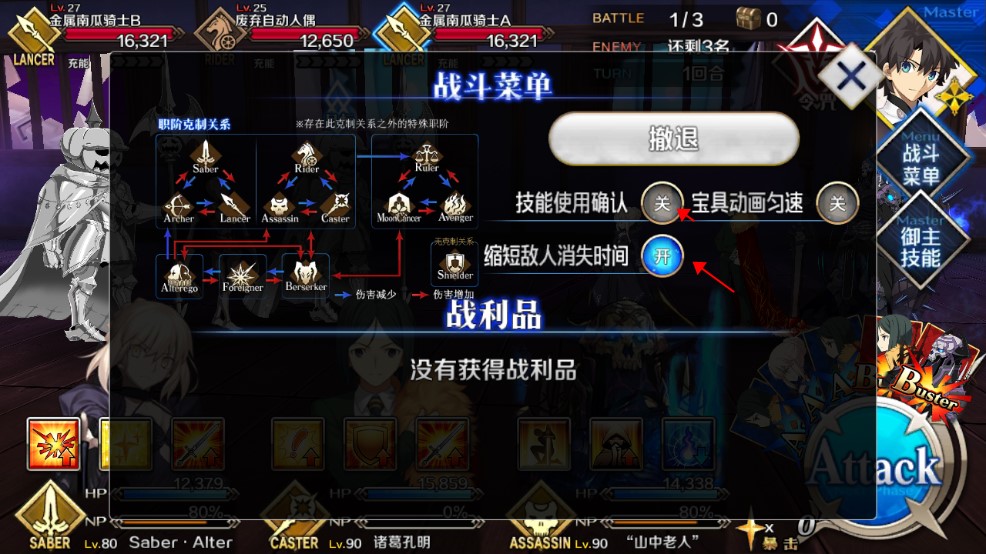 Lv.27
金属南瓜骑士B
16,321
LANCER
充能
Lv.25
废弃自动人偶
12,650
RIDER
充能
Lv.27
金属南瓜骑士A
16,321
LANCER
充能
BATTLE 1/3
0
ENEMY 还剩3名
TURN 1回合
Master
令咒
战斗菜单
职阶克制关系
※存在此克制关系之外的特殊职阶
Saber
Archer
Lancer
Rider
Assassin
Caster
Ruler
MoonCancer
Avenger
Alterego
Foreigner
Berserker
无克制关系
Shielder
伤害减少
伤害增加
撤退
技能使用确认 关
宝具动画匀速 关
缩短敌人消失时间 开
战利品
没有获得战利品
Menu
战斗
菜单
Master
御主
技能
Buster
Attack
HP 12,379
NP 80%
SABER Lv.80 Saber·Alter
HP 15,859
NP 0%
CASTER Lv.90 诸葛孔明
HP 14,338
NP 80%
ASSASSIN Lv.90 “山中老人”
x 0
暴击